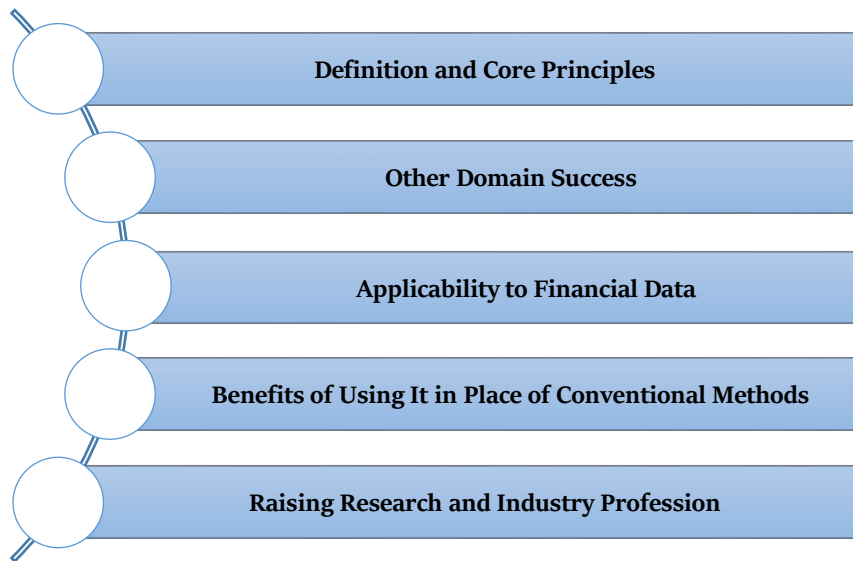 Definition and Core Principles
Other Domain Success
Applicability to Financial Data
Benefits of Using It in Place of Conventional Methods
Raising Research and Industry Profession